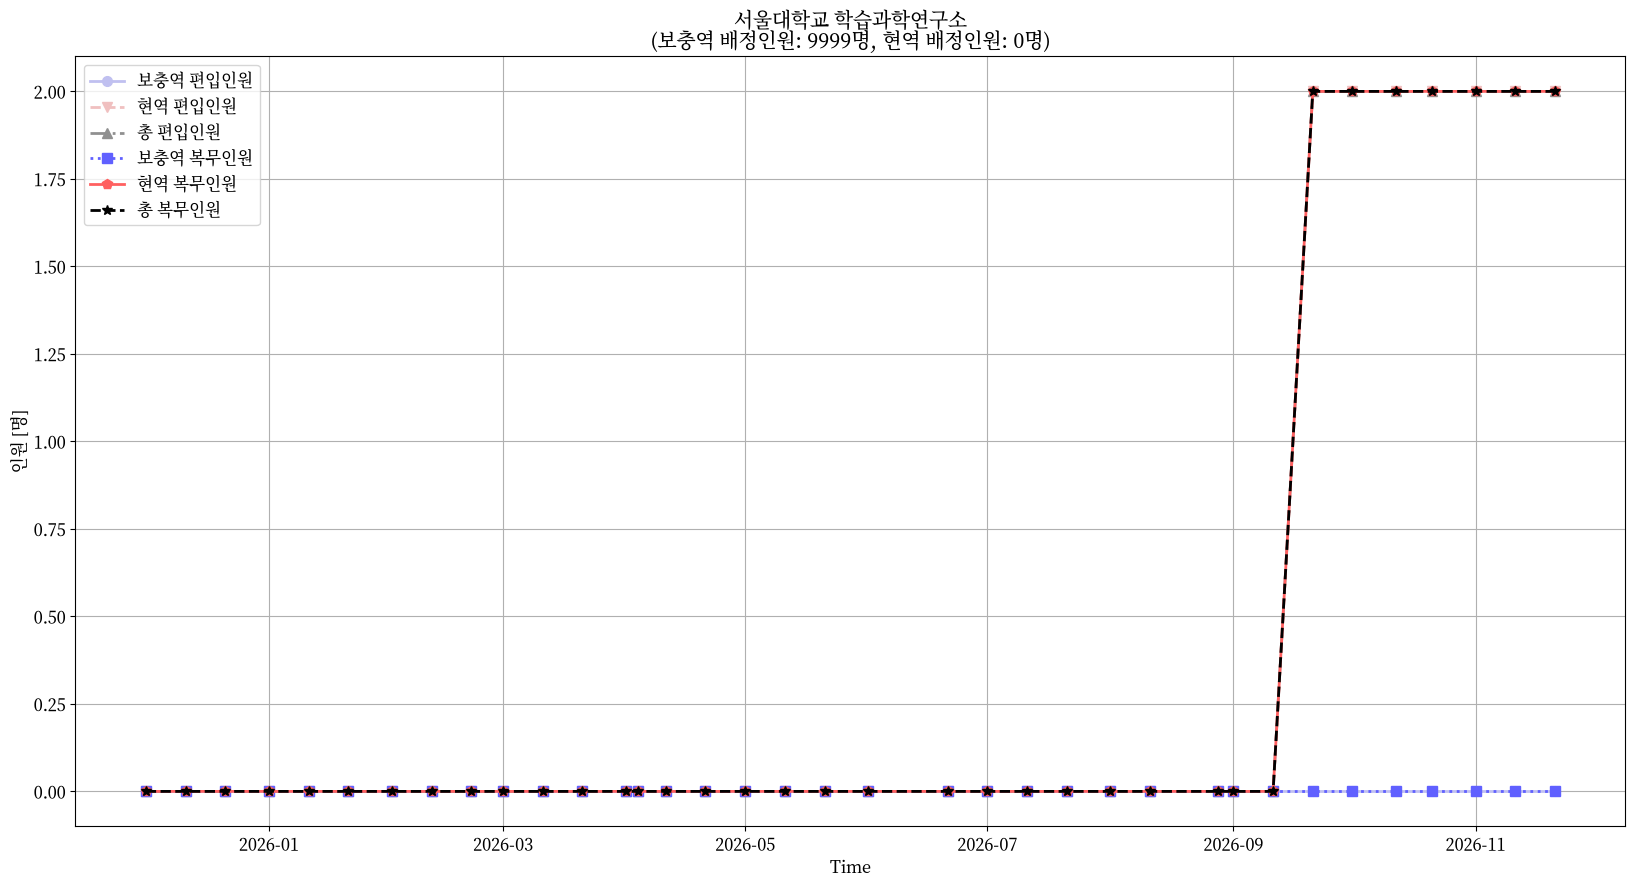 서울대학교 학습과학연구소
(보충역 배정인원: 9999명, 현역 배정인원: 0명)
보충역 편입인원
현역 편입인원
총 편입인원
보충역 복무인원
현역 복무인원
총 복무인원
인원 [명]
2.00
1.75
1.50
1.25
1.00
0.75
0.50
0.25
0.00
2026-01
2026-03
2026-05
2026-07
2026-09
2026-11
Time